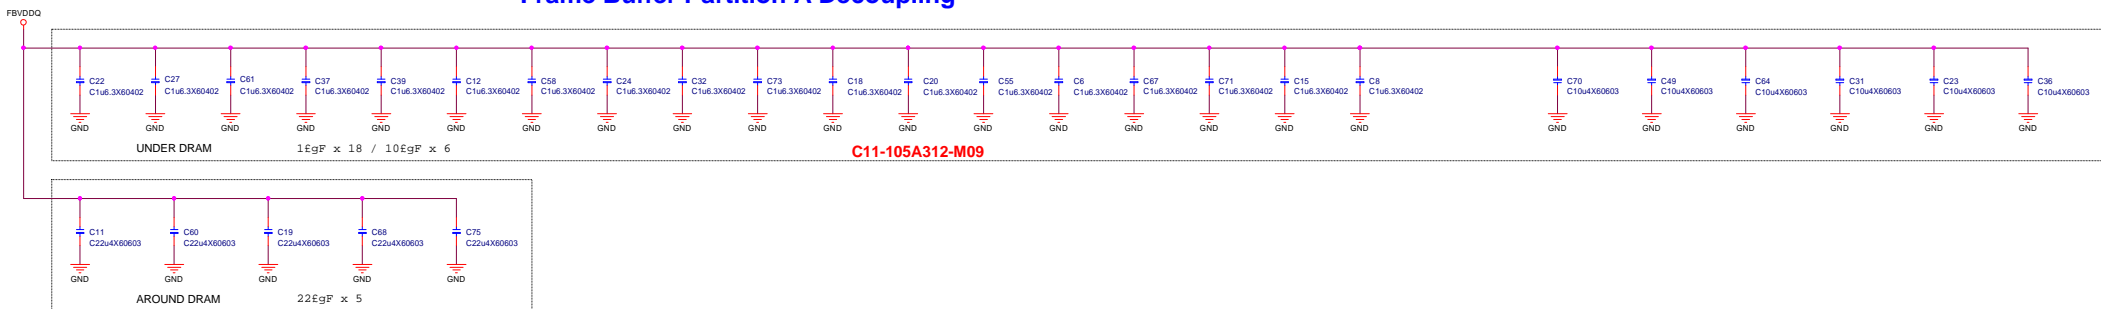 Frame Buffer Partition A Decoupling
FBVDDQ
C22 C27 C61 C37 C39 C12 C58 C24 C32 C73 C18 C20 C55 C6 C67 C71 C15 C8 C70 C49 C64 C31 C23 C36
C1u6.3X60402 C1u6.3X60402 C1u6.3X60402 C1u6.3X60402 C1u6.3X60402 C1u6.3X60402 C1u6.3X60402 C1u6.3X60402 C1u6.3X60402 C1u6.3X60402 C1u6.3X60402 C1u6.3X60402 C1u6.3X60402 C1u6.3X60402 C1u6.3X60402 C1u6.3X60402 C1u6.3X60402 C1u6.3X60402 C10u4X60603 C10u4X60603 C10u4X60603 C10u4X60603 C10u4X60603 C10u4X60603
GND GND GND GND GND GND GND GND GND GND GND GND GND GND GND GND GND GND GND GND GND GND GND GND
UNDER DRAM 1£gF x 18 / 10£gF x 6 C11-105A312-M09
C11 C60 C19 C68 C75
C22u4X60603 C22u4X60603 C22u4X60603 C22u4X60603 C22u4X60603
GND GND GND GND GND
AROUND DRAM 22£gF x 5